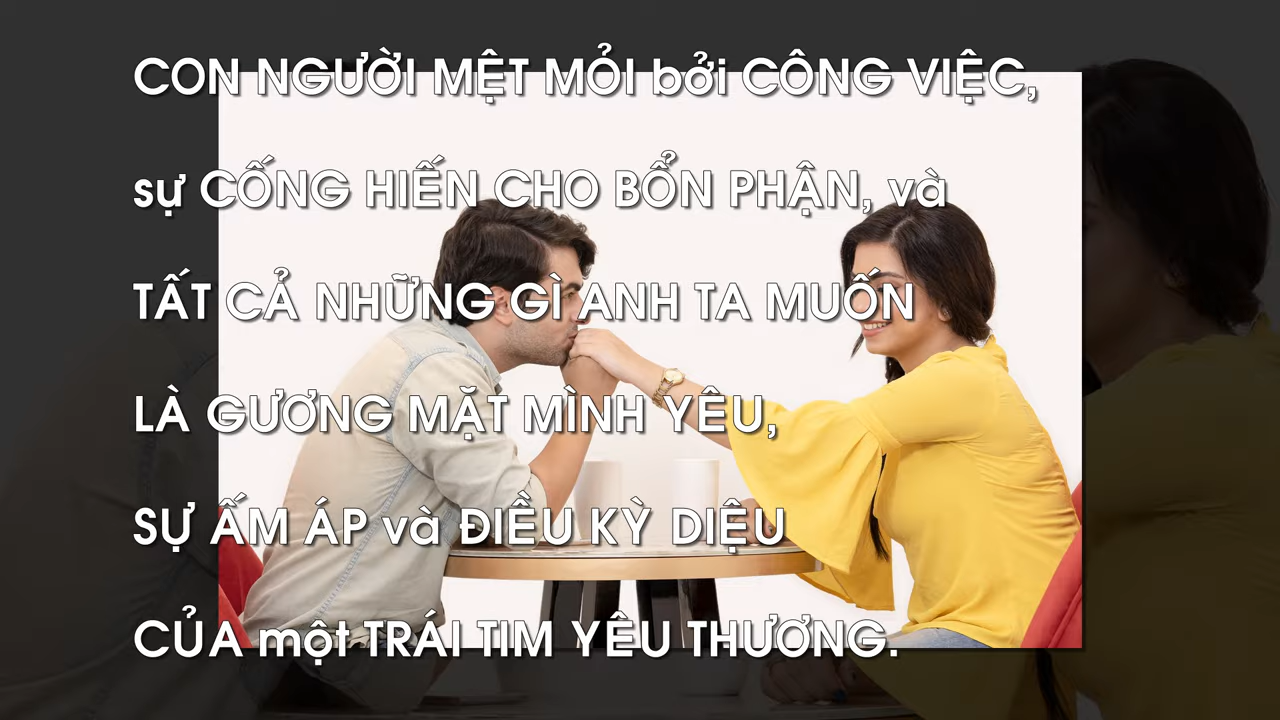 CON NGƯỜI MỆT MỎI bởi CÔNG VIỆC,
sự CỐNG HIẾN CHO BỔN PHẬN, và
TẤT CẢ NHỮNG GÌ ANH TA MUỐN
LÀ GƯƠNG MẶT MÌNH YÊU,
SỰ ẤM ÁP và ĐIỀU KỲ DIỆU
CỦA một TRÁI TIM YÊU THƯƠNG.